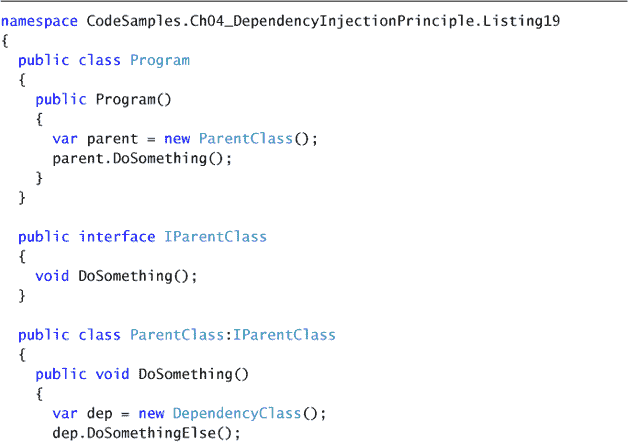 namespace CodeSamples.Ch04_DependencyInjectionPrinciple.Listing19
{
  public class Program
  {
    public Program()
    {
      var parent = new ParentClass();
      parent.DoSomething();
    }
  }

  public interface IParentClass
  {
    void DoSomething();
  }

  public class ParentClass:IParentClass
  {
    public void DoSomething()
    {
      var dep = new DependencyClass();
      dep.DoSomethingElse();